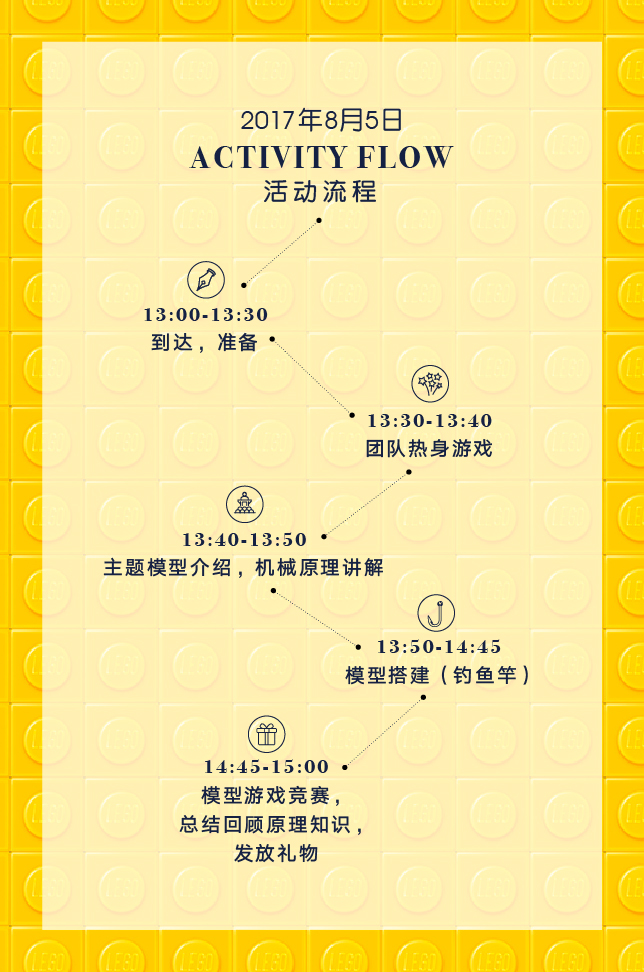 2017年8月5日
ACTIVITY FLOW
活动流程
13:00-13:30
到达，准备
13:30-13:40
团队热身游戏
13:40-13:50
主题模型介绍，机械原理讲解
13:50-14:45
模型搭建（钓鱼竿）
14:45-15:00
模型游戏竞赛，
总结回顾原理知识，
发放礼物